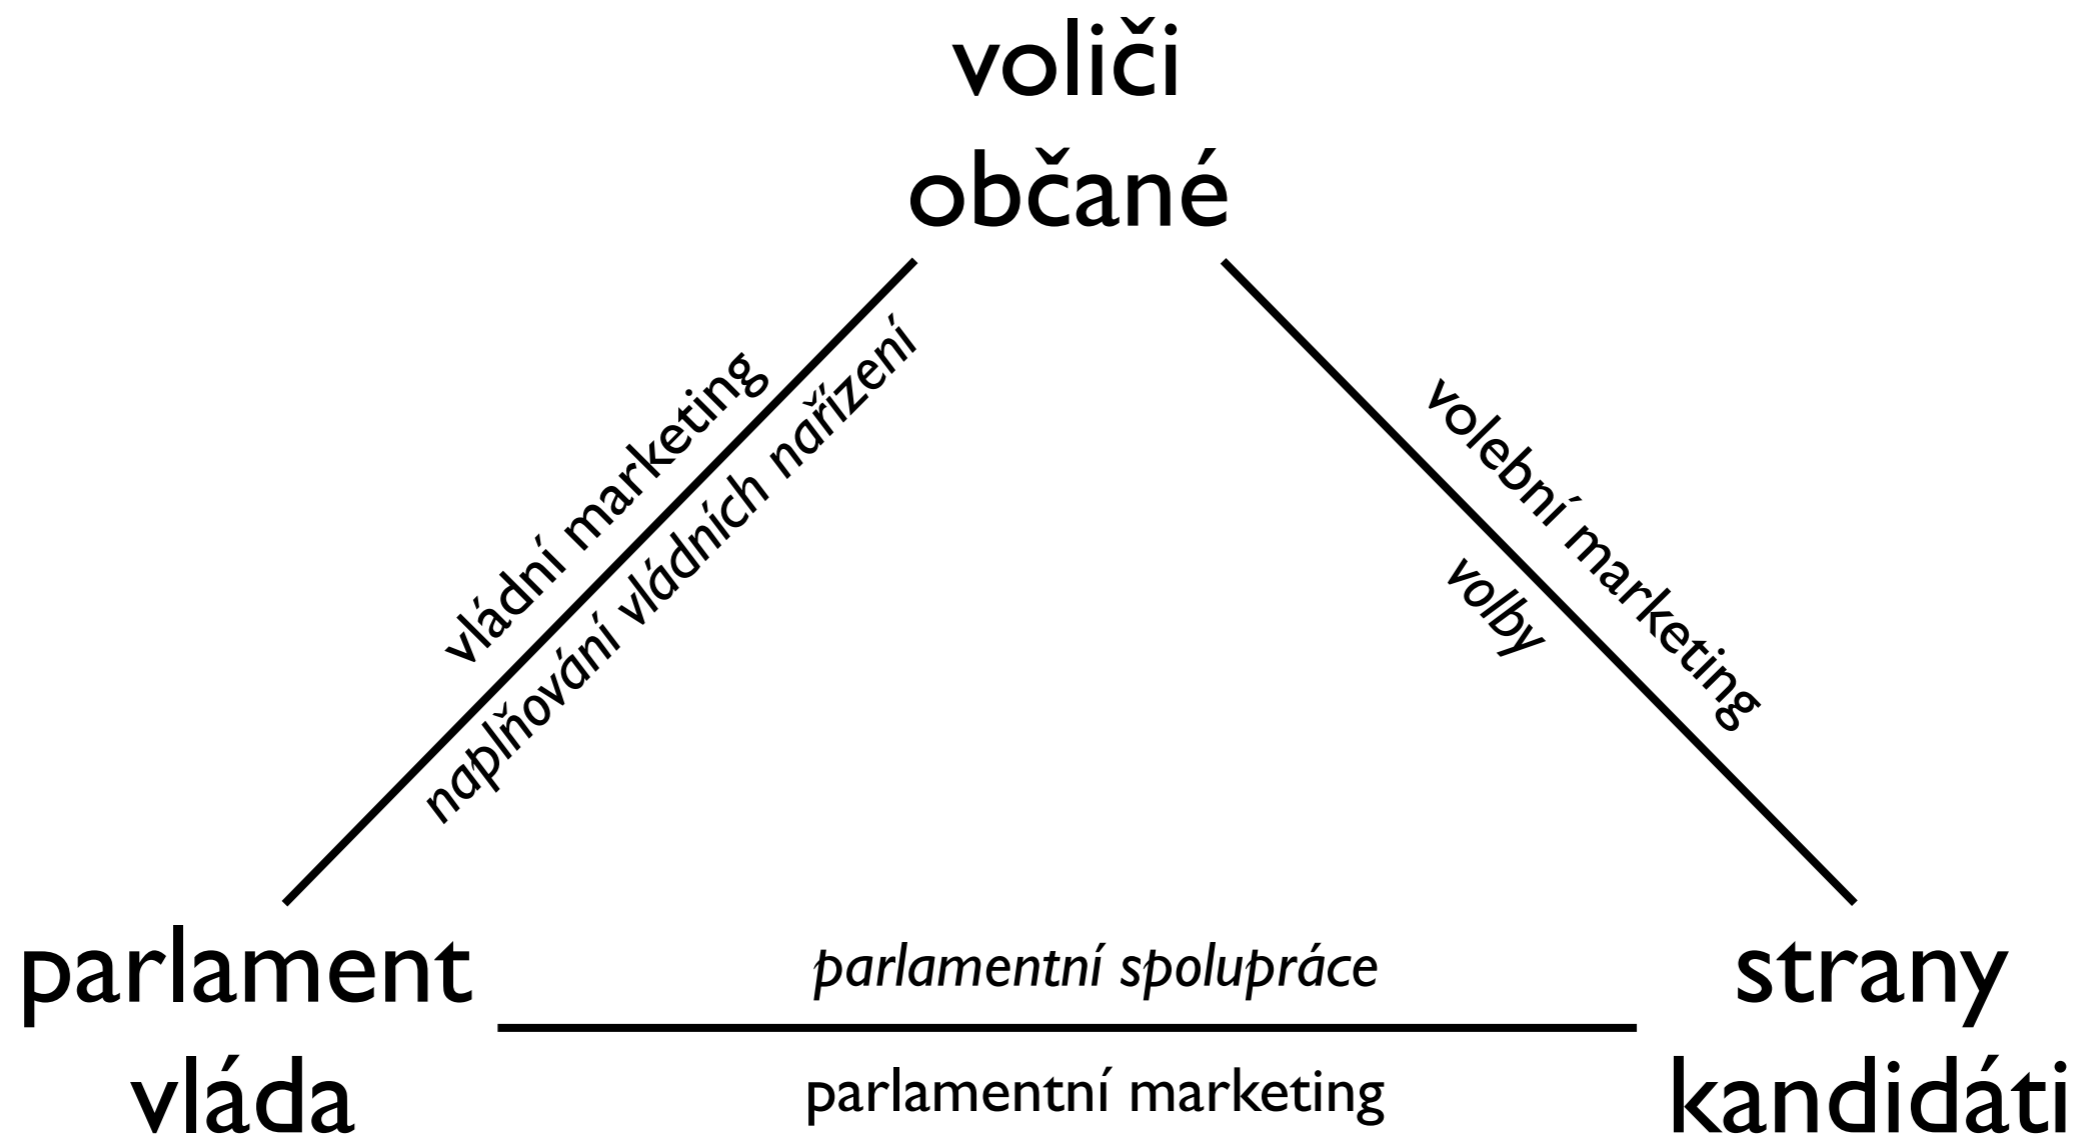 voliči
občané
vládní marketing
naplňování vládních nařízení
volební marketing
volby
parlament
vláda
parlamentní spolupráce
parlamentní marketing
strany
kandidáti